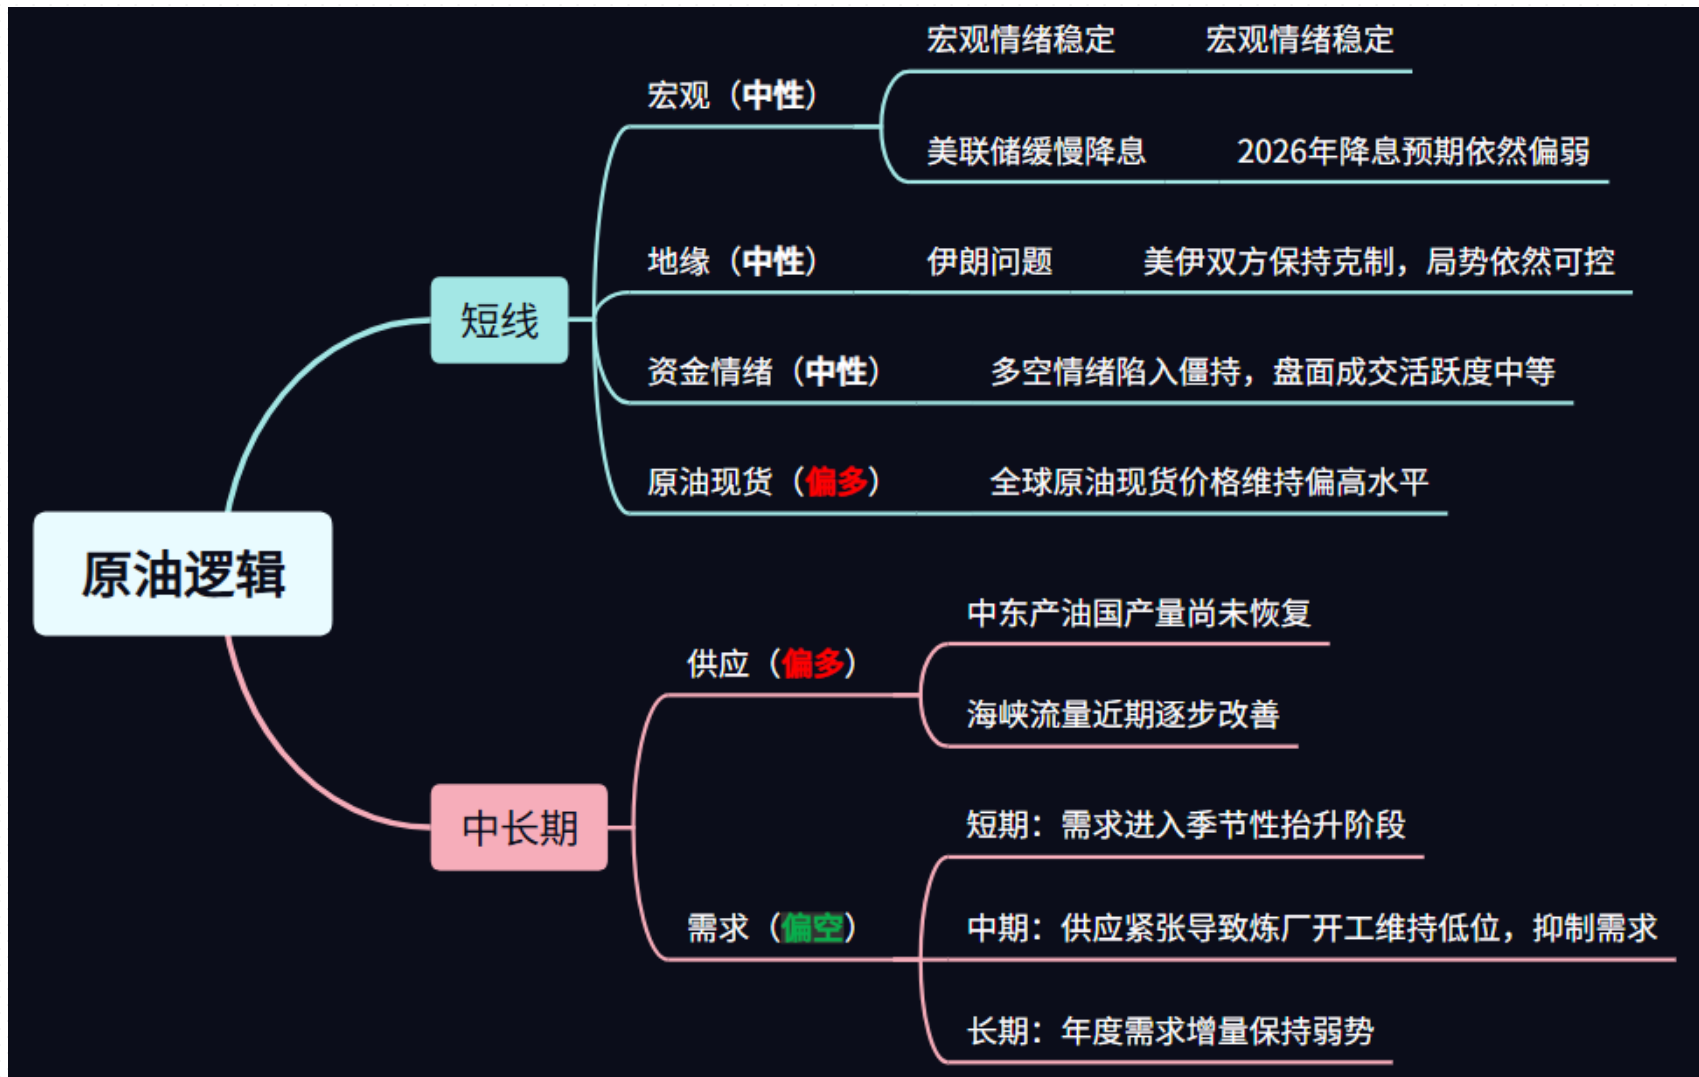 原油逻辑
短线
宏观（中性）
宏观情绪稳定
宏观情绪稳定
美联储缓慢降息
2026年降息预期依然偏弱
地缘（中性）
伊朗问题
美伊双方保持克制，局势依然可控
资金情绪（中性）
多空情绪陷入僵持，盘面成交活跃度中等
原油现货（偏多）
全球原油现货价格维持偏高水平
中长期
供应（偏多）
中东产油国产量尚未恢复
海峡流量近期逐步改善
需求（偏空）
短期：需求进入季节性抬升阶段
中期：供应紧张导致炼厂开工维持低位，抑制需求
长期：年度需求增量保持弱势